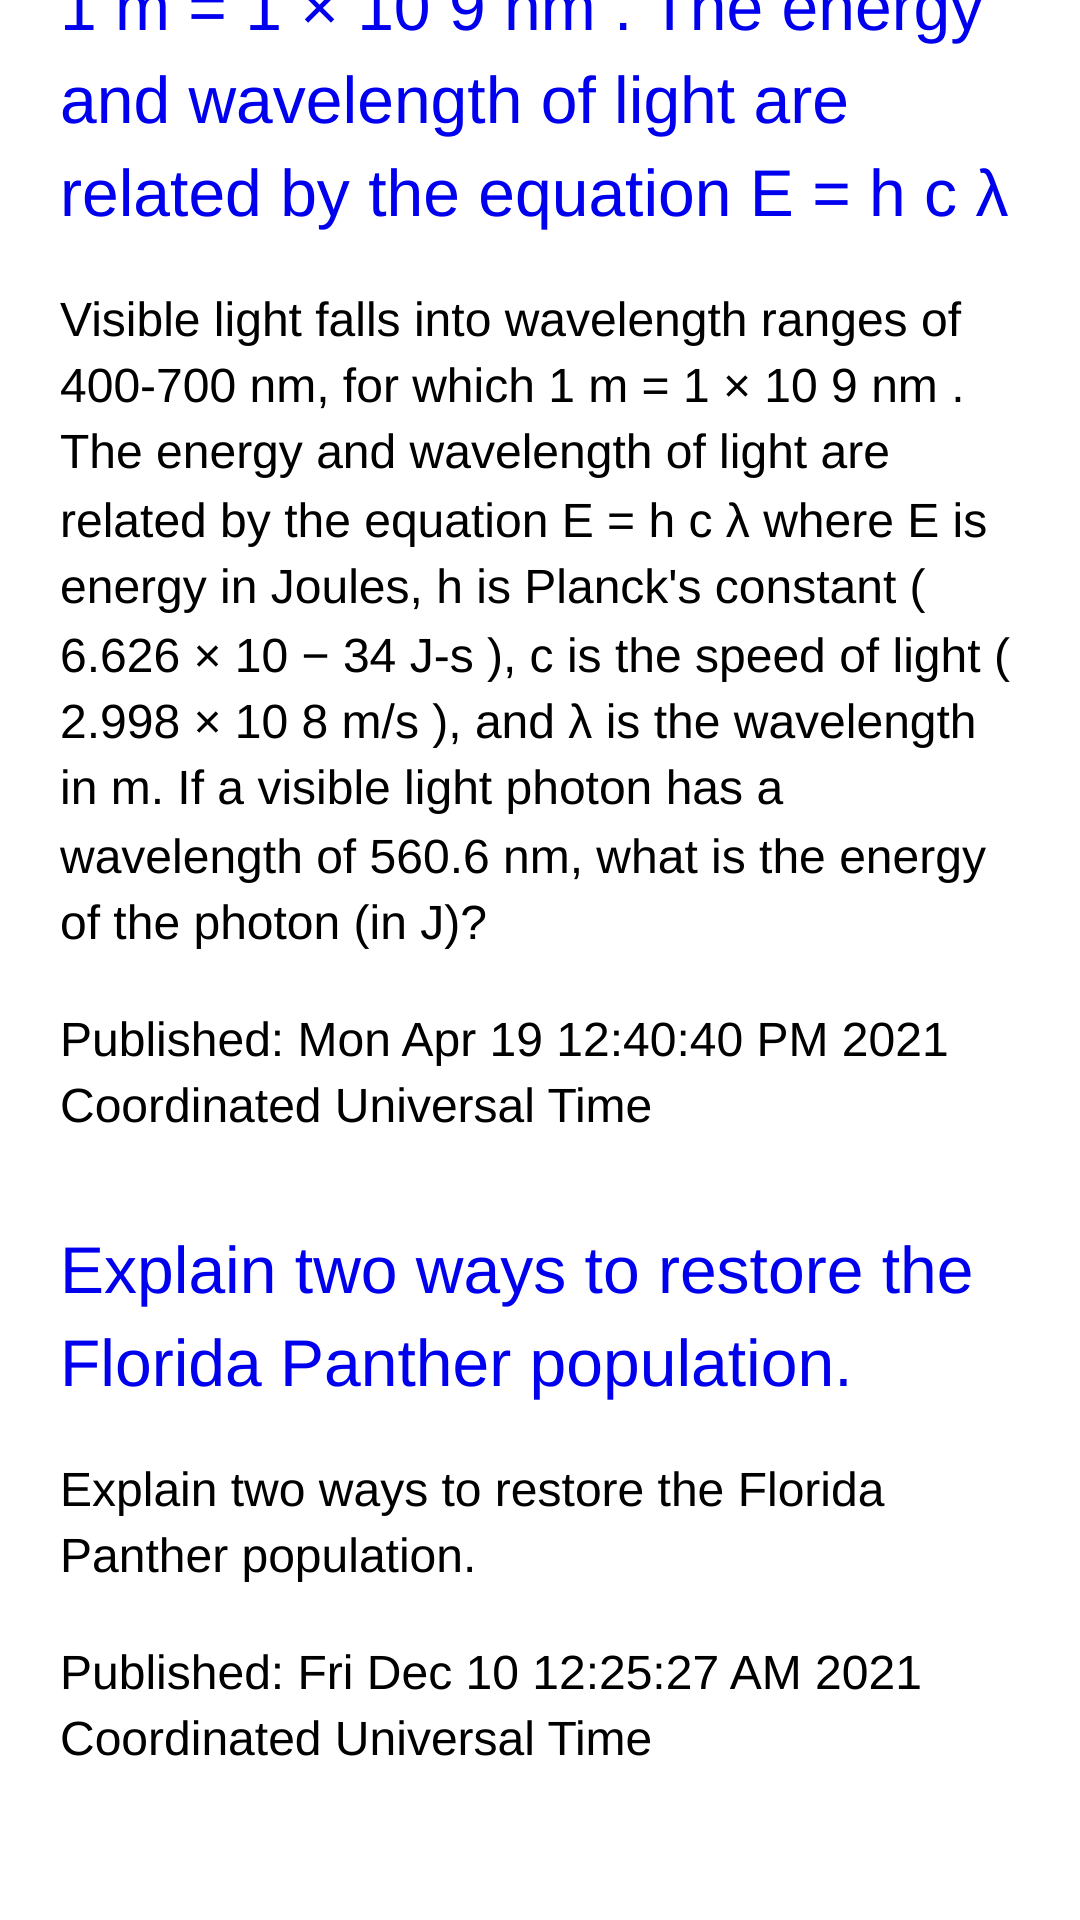 1 m = 1 × 10 9 nm . The energy
and wavelength of light are
related by the equation E = h c λ
Visible light falls into wavelength ranges of
400-700 nm, for which 1 m = 1 × 10 9 nm .
The energy and wavelength of light are
related by the equation E = h c λ where E is
energy in Joules, h is Planck's constant (
6.626 × 10 − 34 J-s ), c is the speed of light (
2.998 × 10 8 m/s ), and λ is the wavelength
in m. If a visible light photon has a
wavelength of 560.6 nm, what is the energy
of the photon (in J)?
Published: Mon Apr 19 12:40:40 PM 2021
Coordinated Universal Time
Explain two ways to restore the
Florida Panther population.
Explain two ways to restore the Florida
Panther population.
Published: Fri Dec 10 12:25:27 AM 2021
Coordinated Universal Time